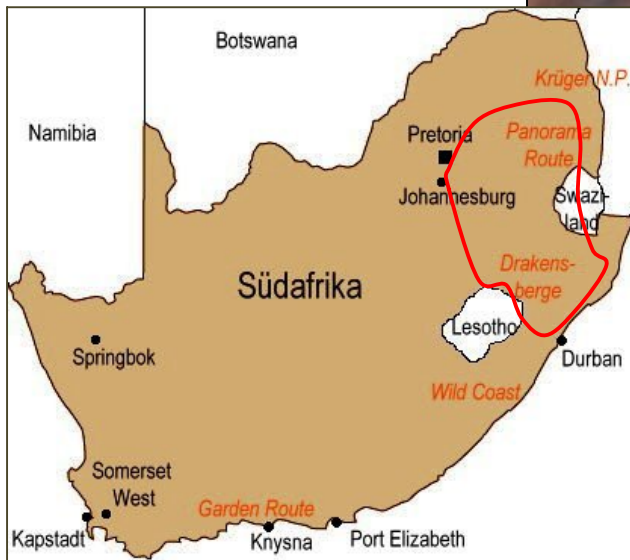 Botswana
Krüger N.P.
Namibia
Pretoria
Panorama
Route
Johannesburg
Swazi-
land
Südafrika
Drakens-
berge
Lesotho
Springbok
Durban
Wild Coast
Somerset
West
Garden Route
Kapstadt
Knysna
Port Elizabeth